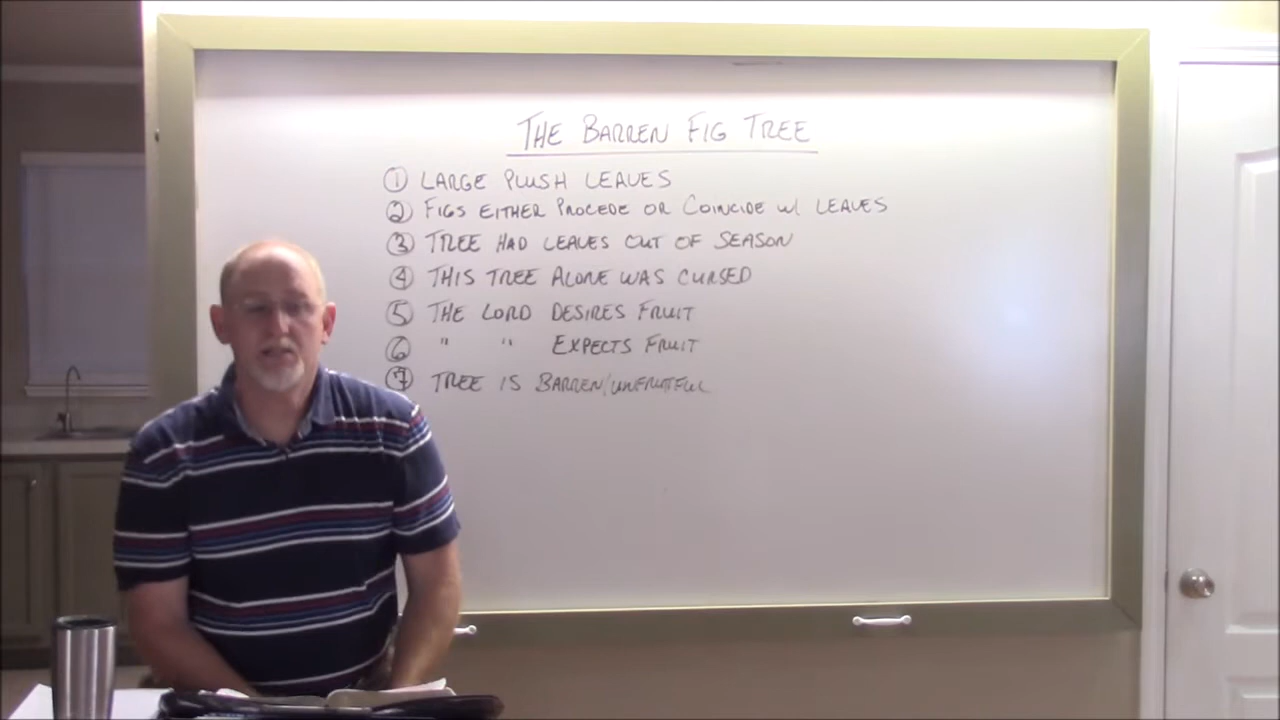 THE BARREN FIG TREE
① LARGE PLUSH LEAVES
② FIGS EITHER PROCEDE OR COINCIDE W/ LEAVES
③ TREE HAD LEAVES OUT OF SEASON
④ THIS TREE ALONE WAS CURSED
⑤ THE LORD DESIRES FRUIT
⑥ " " EXPECTS FRUIT
⑦ TREE IS BARREN/UNFRUTFUL